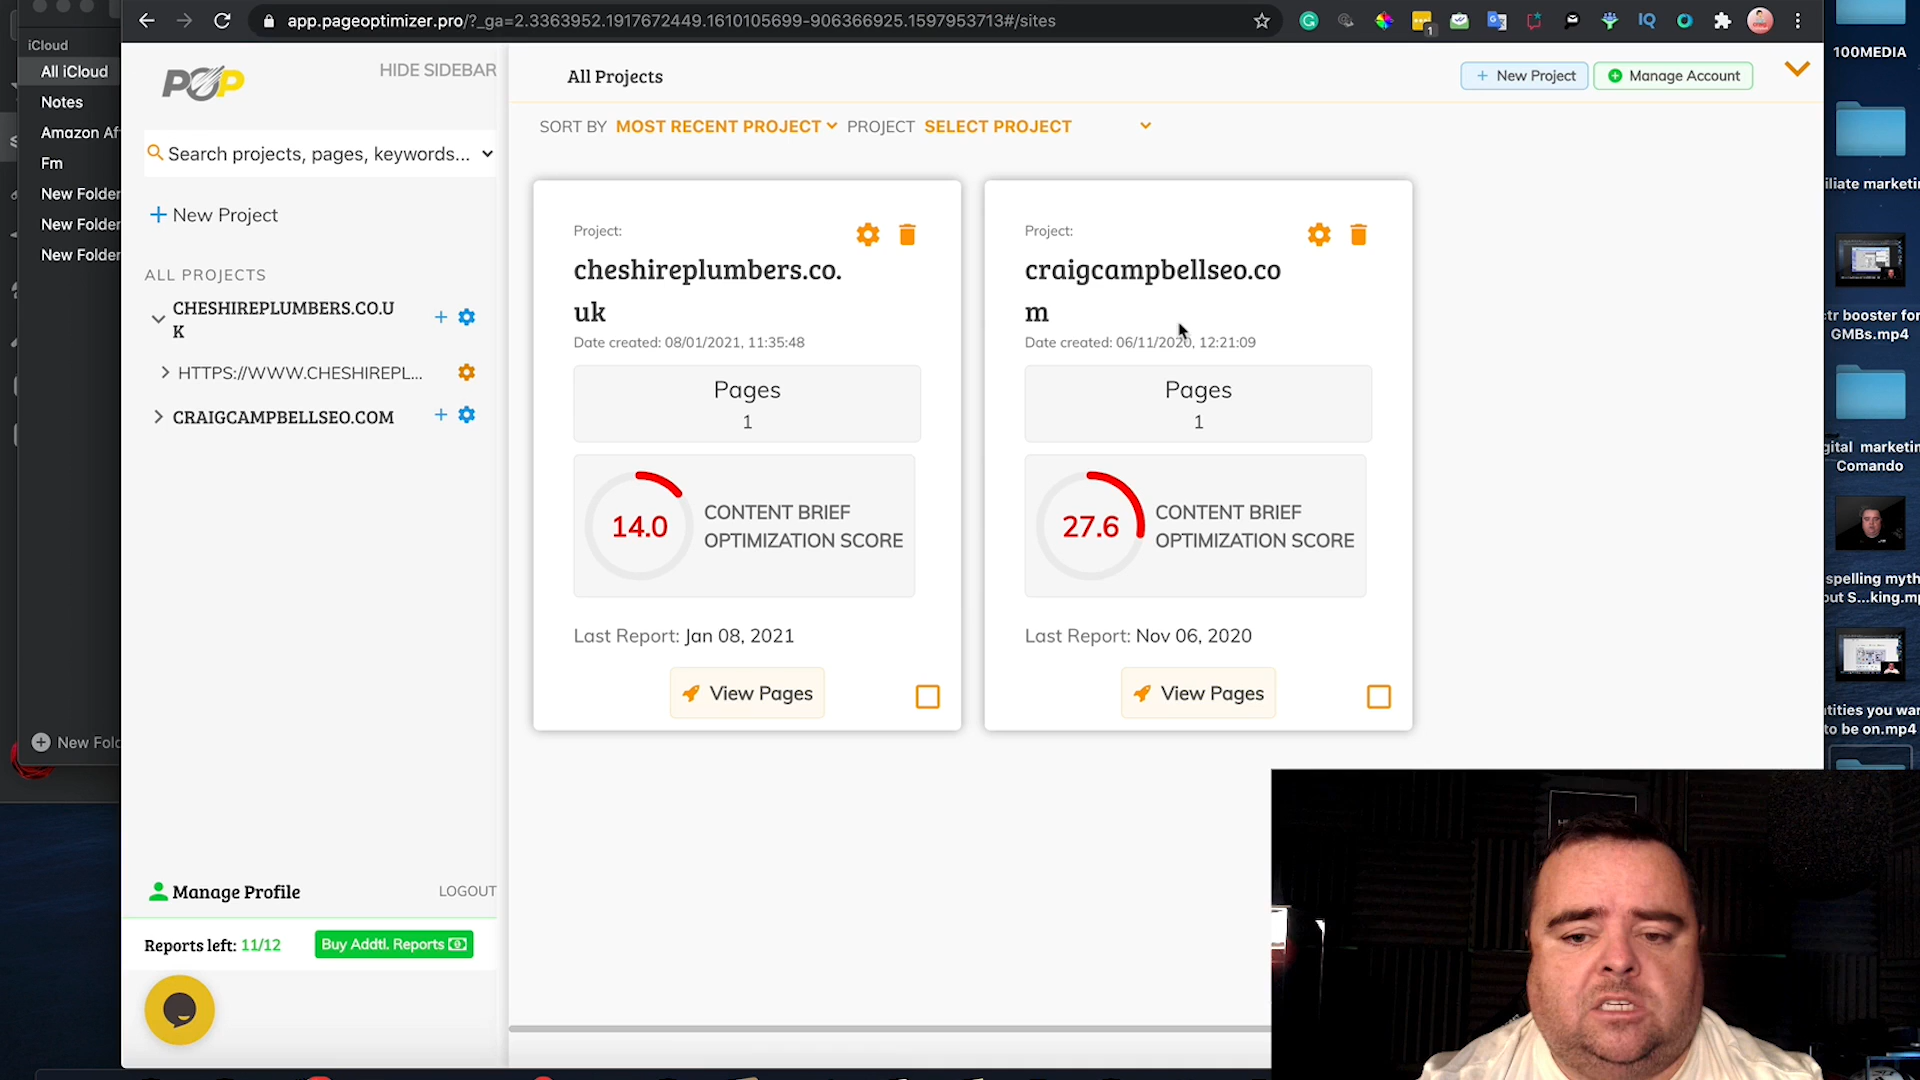 iCloud
All iCloud
Notes
Amazon Af
Fm
New Folder
New Folder
New Folder
New Fold
app.pageoptimizer.pro/?_ga=2.3363952.1917672449.1610105699-906366925.1597953713#/sites
1
IQ
POP
HIDE SIDEBAR
Search projects, pages, keywords...
New Project
ALL PROJECTS
CHESHIREPLUMBERS.CO.U
K
HTTPS://WWW.CHESHIREPL...
CRAIGCAMPBELLSEO.COM
Manage Profile
LOGOUT
Reports left: 11/12
Buy Addtl. Reports
All Projects
New Project
Manage Account
SORT BY MOST RECENT PROJECT PROJECT SELECT PROJECT
Project:
cheshireplumbers.co.
uk
Date created: 08/01/2021, 11:35:48
Pages
1
14.0
CONTENT BRIEF
OPTIMIZATION SCORE
Last Report: Jan 08, 2021
View Pages
Project:
craigcampbellseo.co
m
Date created: 06/11/2020, 12:21:09
Pages
1
27.6
CONTENT BRIEF
OPTIMIZATION SCORE
Last Report: Nov 06, 2020
View Pages
100MEDIA
iliate marketin
ctr booster for
GMBs.mp4
gital marketin
Comando
spelling myth
out S...king.mp
tities you war
to be on.mp4